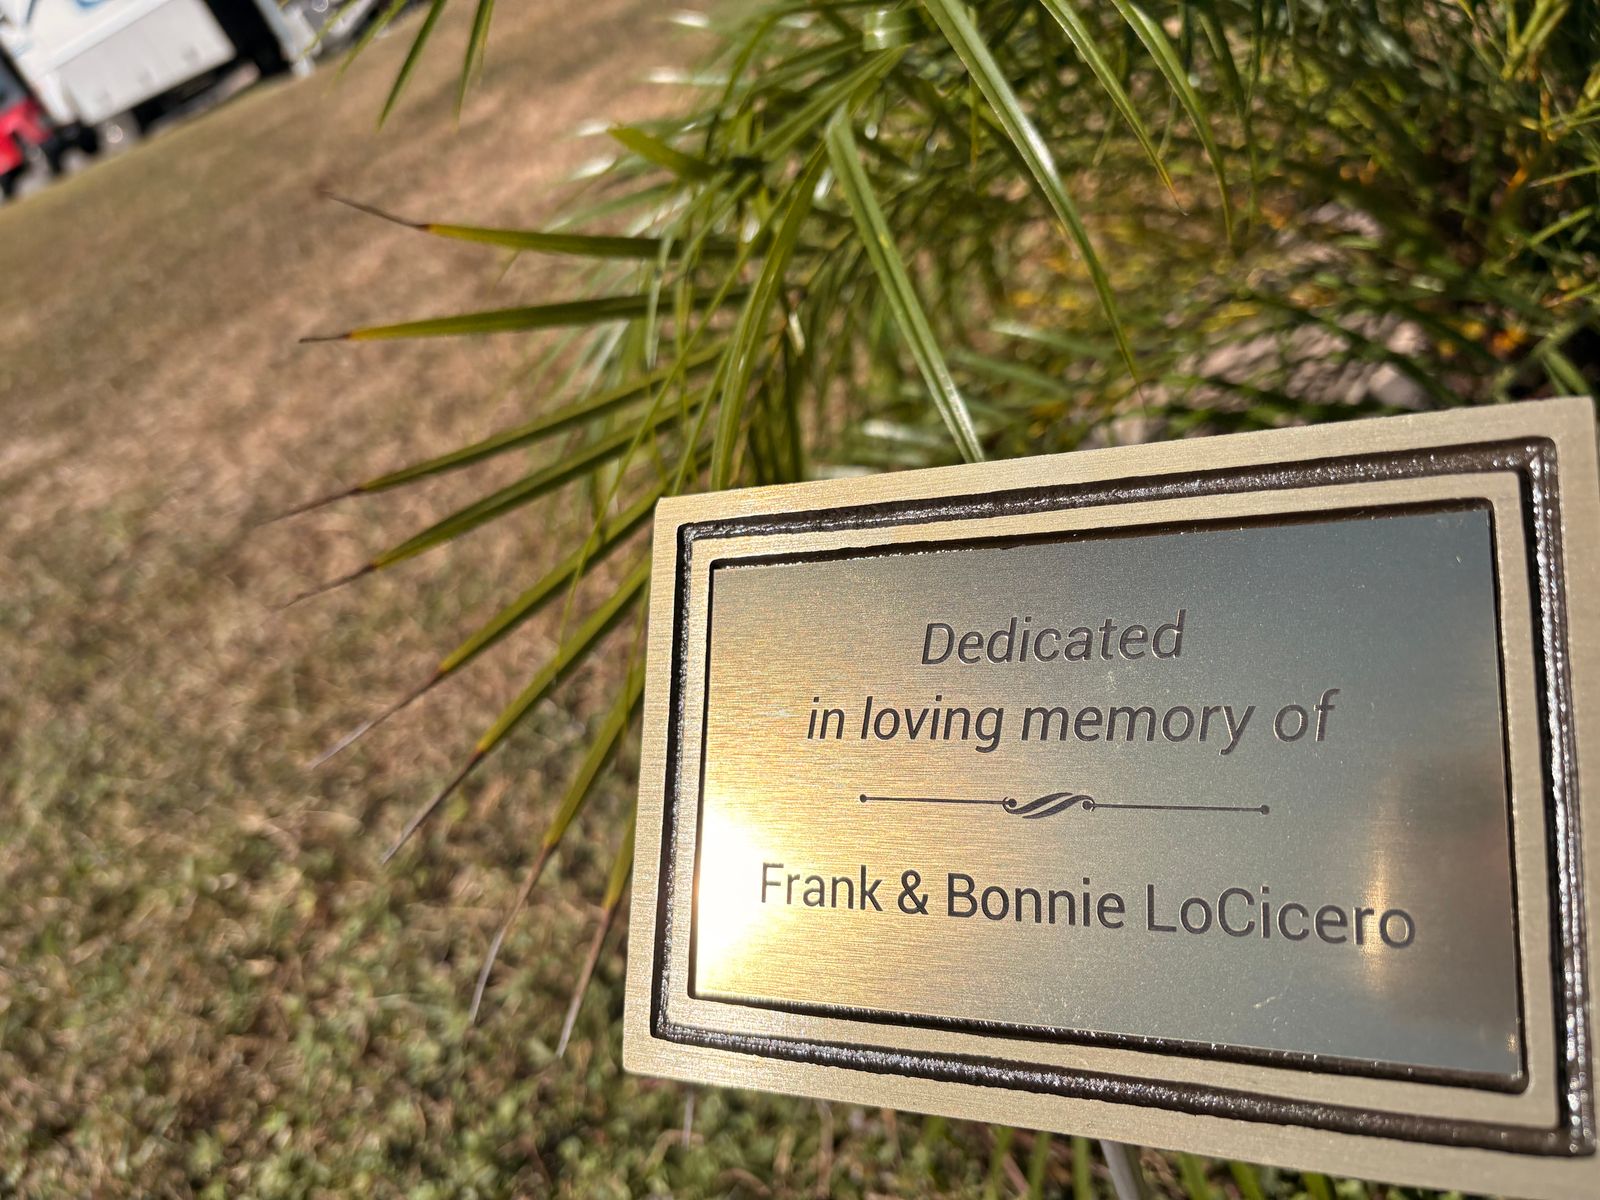 Dedicated
in loving memory of
Frank & Bonnie LoCicero